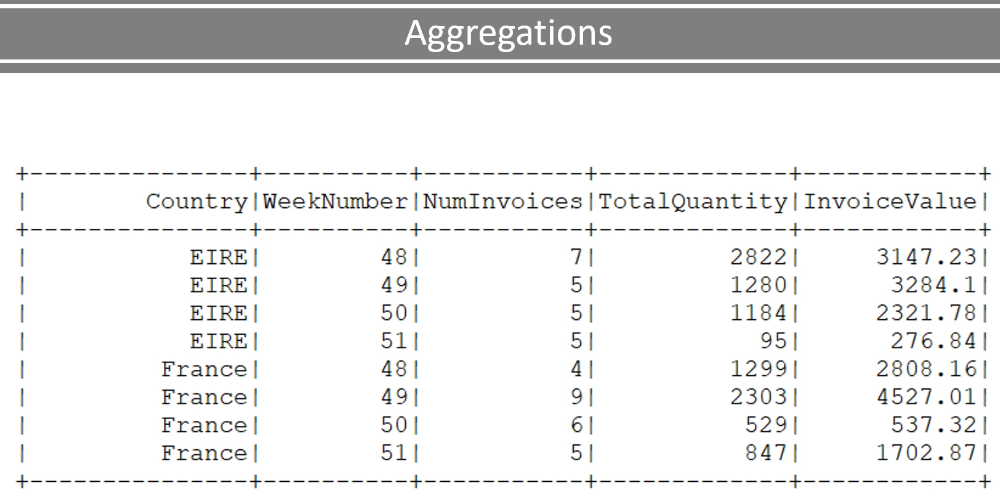 Aggregations
+---------------+----------+-----------+-------------+------------+
|        Country|WeekNumber|NumInvoices|TotalQuantity|InvoiceValue|
+---------------+----------+-----------+-------------+------------+
|           EIRE|        48|          7|         2822|     3147.23|
|           EIRE|        49|          5|         1280|      3284.1|
|           EIRE|        50|          5|         1184|     2321.78|
|           EIRE|        51|          5|           95|      276.84|
|         France|        48|          4|         1299|     2808.16|
|         France|        49|          9|         2303|     4527.01|
|         France|        50|          6|          529|      537.32|
|         France|        51|          5|          847|     1702.87|
+---------------+----------+-----------+-------------+------------+